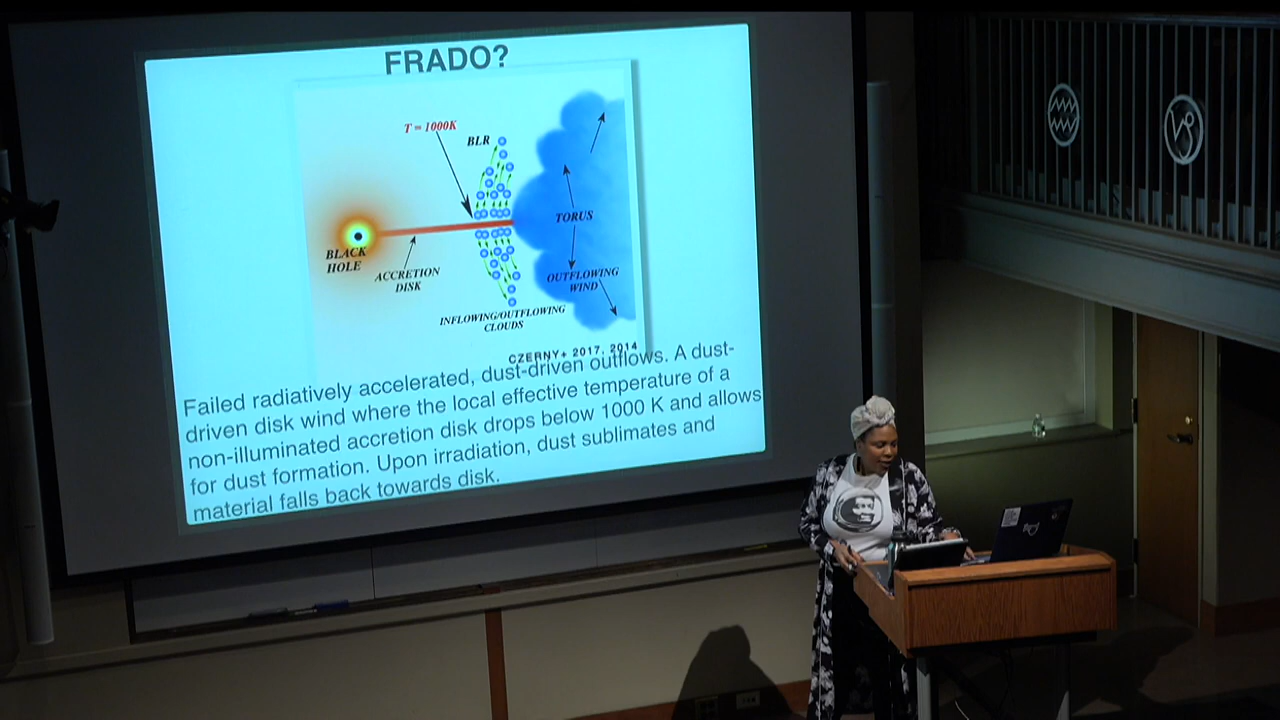 FRADO?
T = 1000K
BLR
TORUS
BLACK
HOLE
ACCRETION
DISK
OUTFLOWING
WIND
INFLOWING/OUTFLOWING
CLOUDS
CZERNY+ 2017, 2014
Failed radiatively accelerated, dust-driven outflows. A dust-
driven disk wind where the local effective temperature of a
non-illuminated accretion disk drops below 1000 K and allows
for dust formation. Upon irradiation, dust sublimates and
material falls back towards disk.